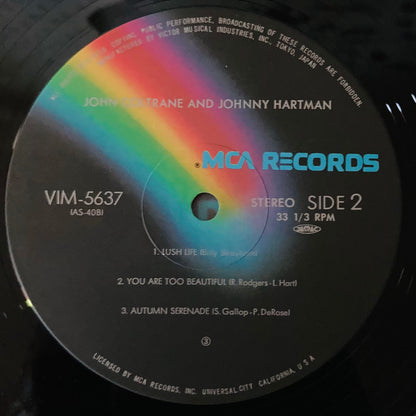 COPYING, PUBLIC PERFORMANCE, BROADCASTING OF THESE RECORDS ARE FORBIDDEN.
MANUFACTURED BY VICTOR MUSICAL INDUSTRIES, INC. TOKYO, JAPAN
JOHN COLTRANE AND JOHNNY HARTMAN
MCA RECORDS
VIM-5637
(AS-40B)
STEREO SIDE 2
33 1/3 RPM
1. LUSH LIFE (Billy Strayhorn)
2. YOU ARE TOO BEAUTIFUL (R. Rodgers-L. Hart)
3. AUTUMN SERENADE (S. Gallop-P. DeRose)
③
LICENSED BY MCA RECORDS, INC. UNIVERSAL CITY, CALIFORNIA, U.S.A